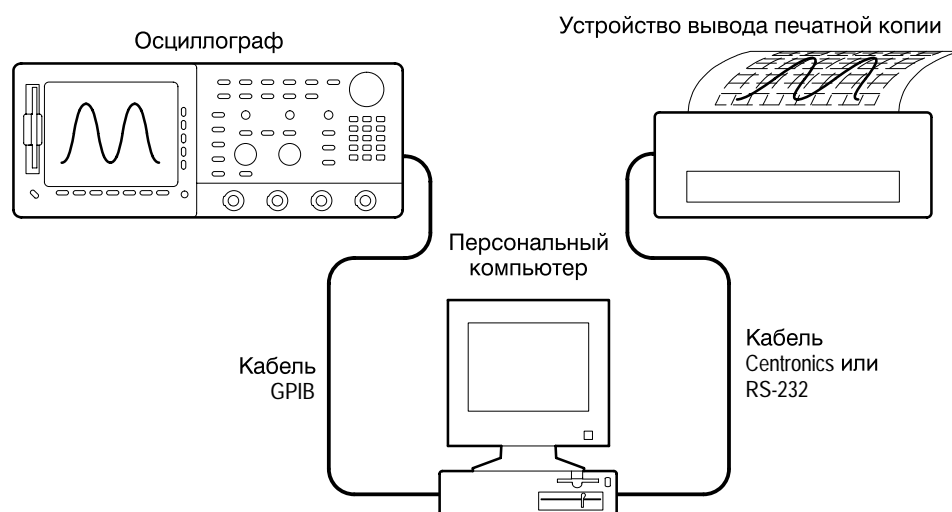 Устройство вывода печатной копии
Осциллограф
Персональный
компьютер
Кабель
GPIB
Кабель
Centronics или
RS-232